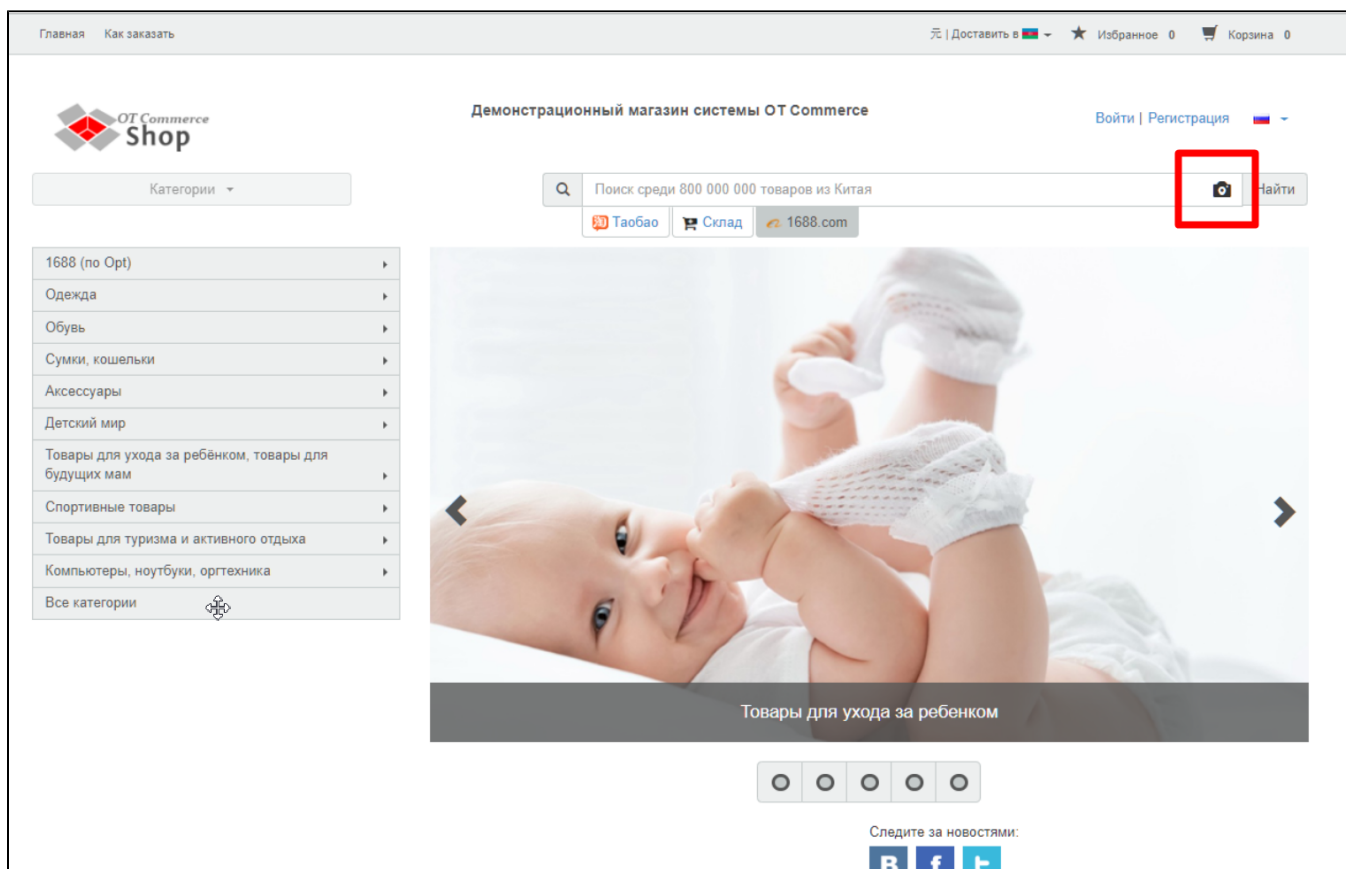 Главная Как заказать 元 | Доставить в Избранное 0 Корзина 0
OT Commerce
Shop
Демонстрационный магазин системы OT Commerce
Войти | Регистрация
Категории
Поиск среди 800 000 000 товаров из Китая
Найти
Таобао Склад 1688.com
1688 (по Opt)
Одежда
Обувь
Сумки, кошельки
Аксессуары
Детский мир
Товары для ухода за ребёнком, товары для
будущих мам
Спортивные товары
Товары для туризма и активного отдыха
Компьютеры, ноутбуки, оргтехника
Все категории
Товары для ухода за ребенком
Следите за новостями: